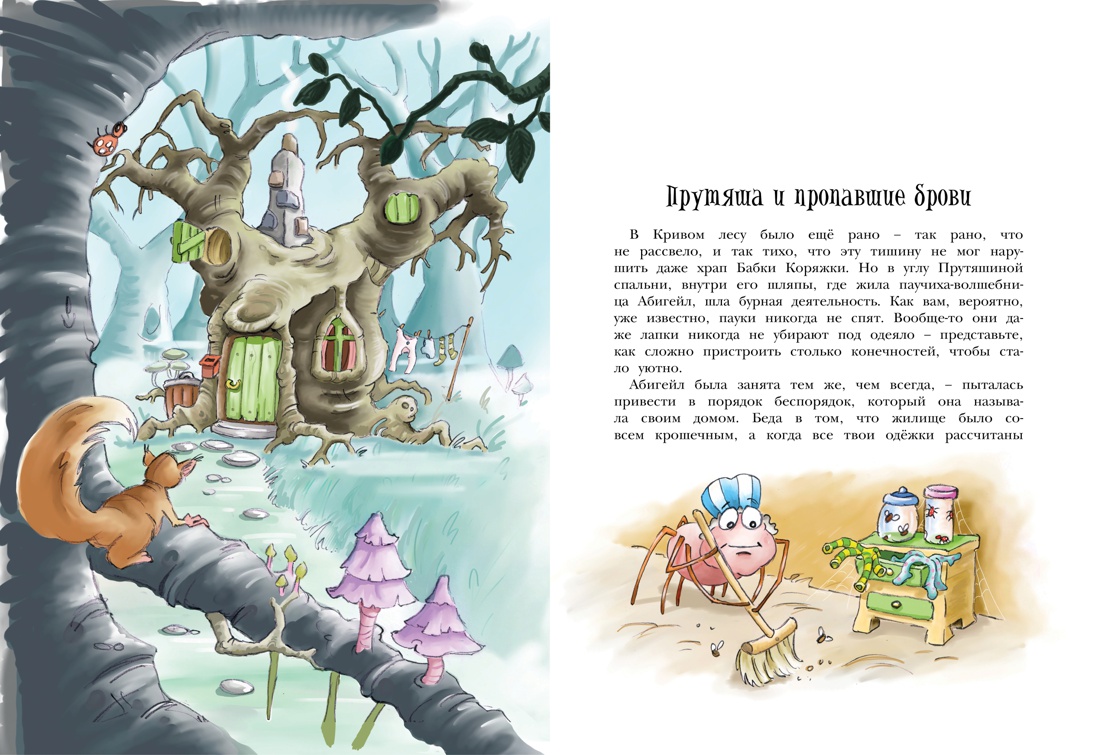 Прутяша и пропавшие брови
В Кривом лесу было ещё рано – так рано, что
не рассвело, и так тихо, что эту тишину не мог нару-
шить даже храп Бабки Коряжки. Но в углу Прутяшиной
спальни, внутри его шляпы, где жила паучиха-волшебни-
ца Абигейл, шла бурная деятельность. Как вам, вероятно,
уже известно, пауки никогда не спят. Вообще-то они да-
же лапки никогда не убирают под одеяло – представьте,
как сложно пристроить столько конечностей, чтобы ста-
ло уютно.
Абигейл была занята тем же, чем всегда, – пыталась
привести в порядок беспорядок, который она называ-
ла своим домом. Беда в том, что жилище было со-
всем крошечным, а когда все твои одёжки рассчитаны